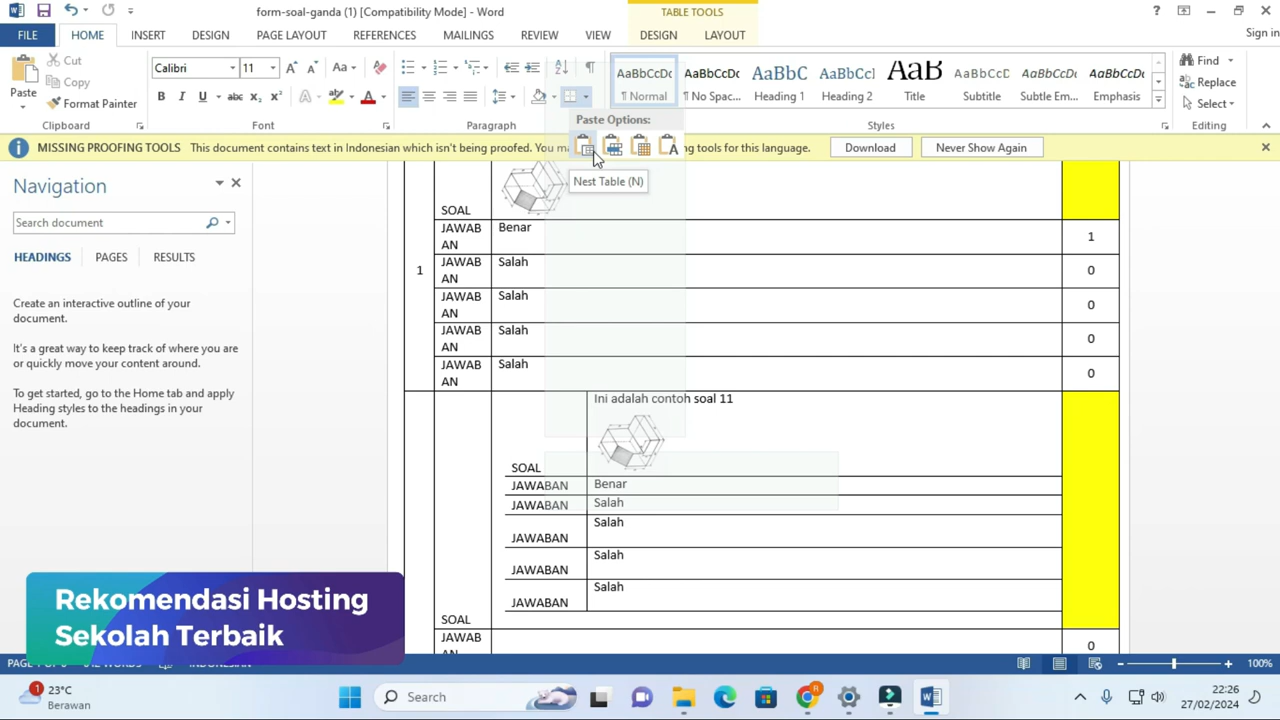 form-soal-ganda (1) [Compatibility Mode] - Word
TABLE TOOLS
?
FILE HOME INSERT DESIGN PAGE LAYOUT REFERENCES MAILINGS REVIEW VIEW DESIGN LAYOUT Sign in
Paste
Cut
Copy
Format Painter
Clipboard
Calibri 11
Font
Paragraph
AaBbCcDc AaBbCcDc AaBbC AaBbCc AaB AaBbCcD AaBbCcDc AaBbCcDc
¶ Normal ¶ No Spac... Heading 1 Heading 2 Title Subtitle Subtle Em... Emphasis
Styles
Find
Replace
Select
Editing
Paste Options:
Nest Table (N)
MISSING PROOFING TOOLS This document contains text in Indonesian which isn't being proofed. You ma ng tools for this language. Download Never Show Again
Navigation
Search document
HEADINGS PAGES RESULTS
Create an interactive outline of your
document.
It's a great way to keep track of where you are
or quickly move your content around.
To get started, go to the Home tab and apply
Heading styles to the headings in your
document.
SOAL
1
JAWAB
AN
Benar
1
JAWAB
AN
Salah
0
JAWAB
AN
Salah
0
JAWAB
AN
Salah
0
JAWAB
AN
Salah
0
Ini adalah contoh soal 11
SOAL
JAWABAN Benar
JAWABAN Salah
JAWABAN Salah
JAWABAN Salah
JAWABAN Salah
SOAL
JAWAB
0
Rekomendasi Hosting
Sekolah Terbaik
INDONESIAN
100%
23°C
Berawan
Search
22:26
27/02/2024